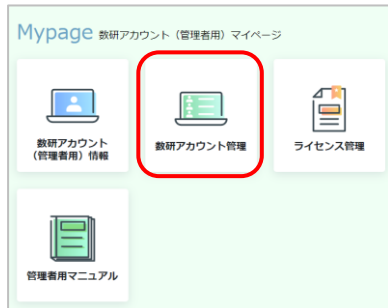 Mypage 数研アカウント（管理者用）マイページ
数研アカウント
（管理者用）情報
数研アカウント管理
ライセンス管理
管理者用マニュアル